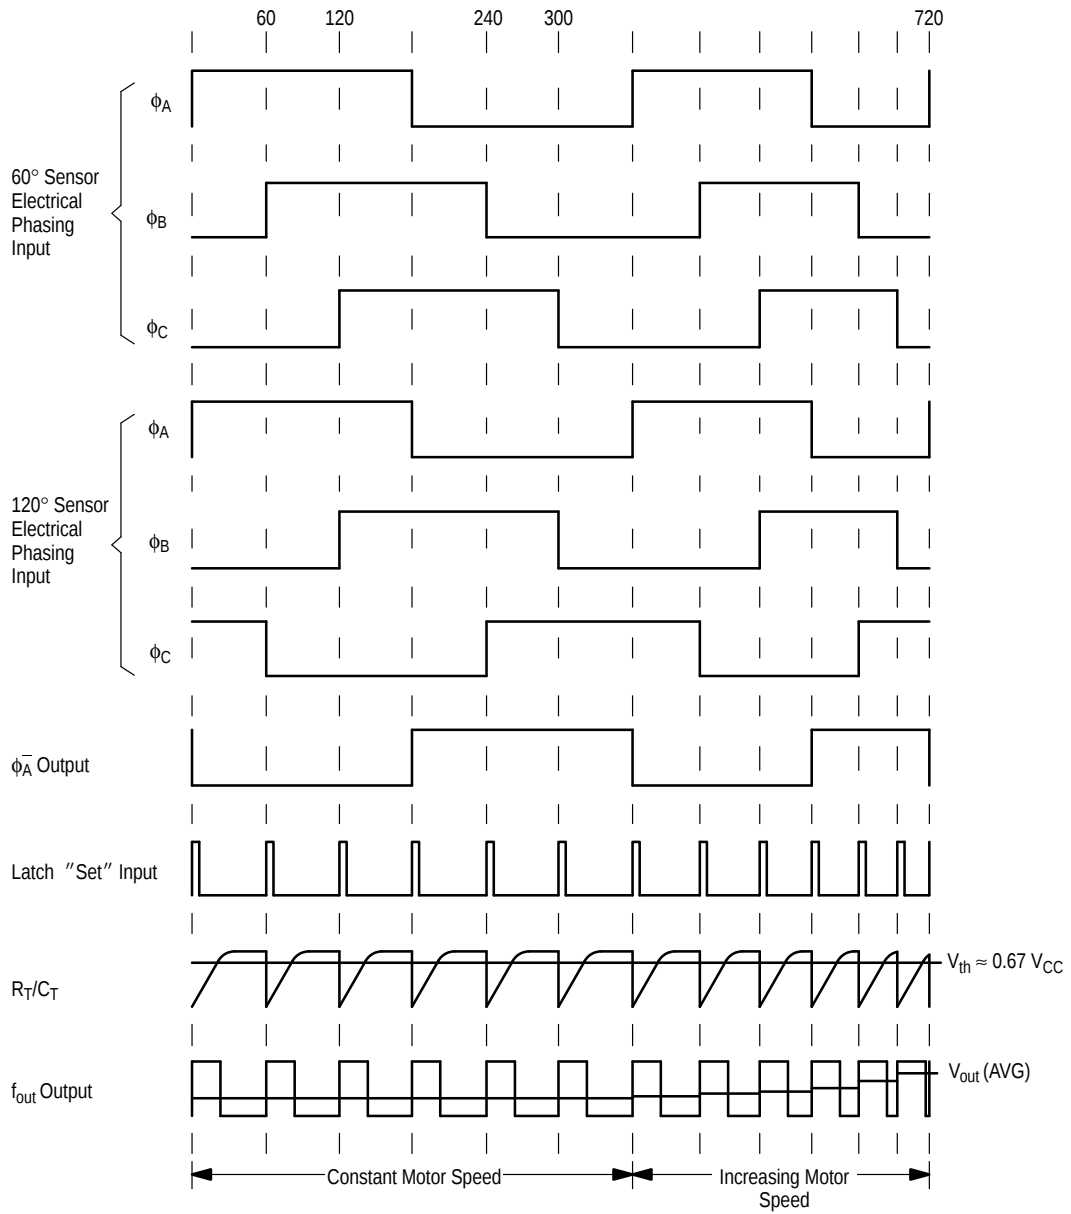 60 120 240 300 720
ϕA
60° Sensor
Electrical
Phasing
Input
ϕB
ϕC
ϕA
120° Sensor
Electrical
Phasing
Input
ϕB
ϕC
ϕA̅ Output
Latch ″Set″ Input
Vth ≈ 0.67 VCC
RT/CT
Vout (AVG)
fout Output
Constant Motor Speed
Increasing Motor
Speed